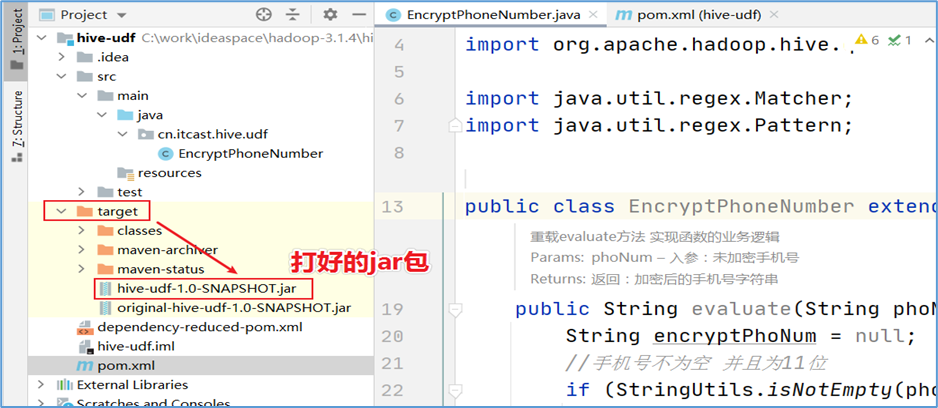 1: Project
Z: Structure
Project
hive-udf C:\work\ideaspace\hadoop-3.1.4\hi
.idea
src
main
java
cn.itcast.hive.udf
EncryptPhoneNumber
resources
test
target
classes
maven-archiver
maven-status
hive-udf-1.0-SNAPSHOT.jar
original-hive-udf-1.0-SNAPSHOT.jar
dependency-reduced-pom.xml
hive-udf.iml
pom.xml
External Libraries
Scratches and Consoles
打好的jar包
EncryptPhoneNumber.java
pom.xml (hive-udf)
6 1
4 import org.apache.hadoop.hive.
5
6 import java.util.regex.Matcher;
7 import java.util.regex.Pattern;
8
13 public class EncryptPhoneNumber extend
重载evaluate方法 实现函数的业务逻辑
Params: phoNum – 入参：未加密手机号
Returns: 返回：加密后的手机号字符串
19 public String evaluate(String phoN
20 String encryptPhoNum = null;
21 //手机号不为空 并且为11位
22 if (StringUtils.isNotEmpty(pho